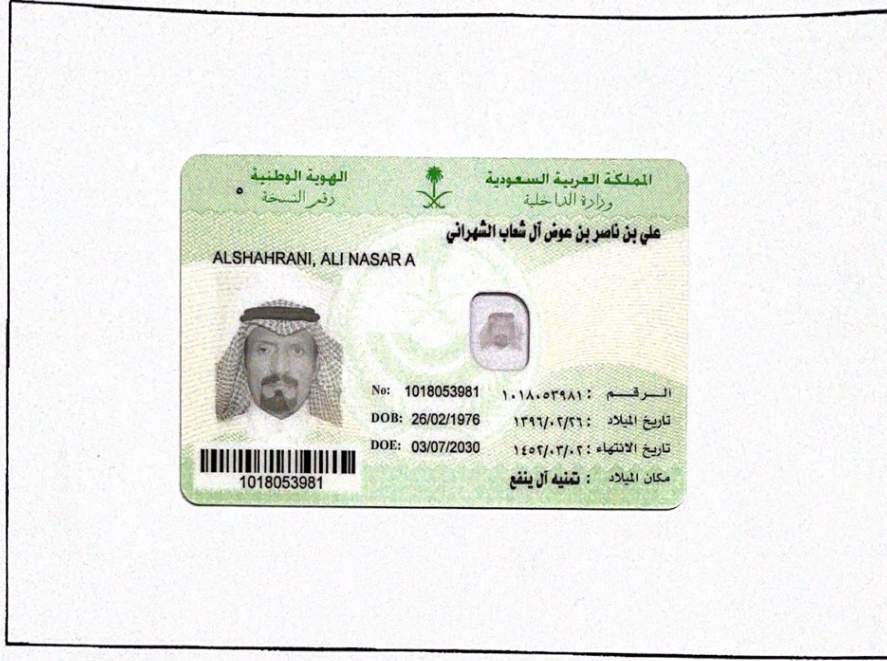 المملكة العربية السعودية
وزارة الداخلية
الهوية الوطنية
رقم النسخة ٥
علي بن ناصر بن عوض آل شعاب الشهراني
ALSHAHRANI, ALI NASAR A
الـرقـم : ١٠١٨٠٥٣٩٨١ No: 1018053981
تاريخ الميلاد : ١٣٩٦/٠٢/٢٦ DOB: 26/02/1976
تاريخ الانتهاء : ١٤٥٢/٠٣/٠٢ DOE: 03/07/2030
مكان الميلاد : تمنيه آل ينفع
1018053981